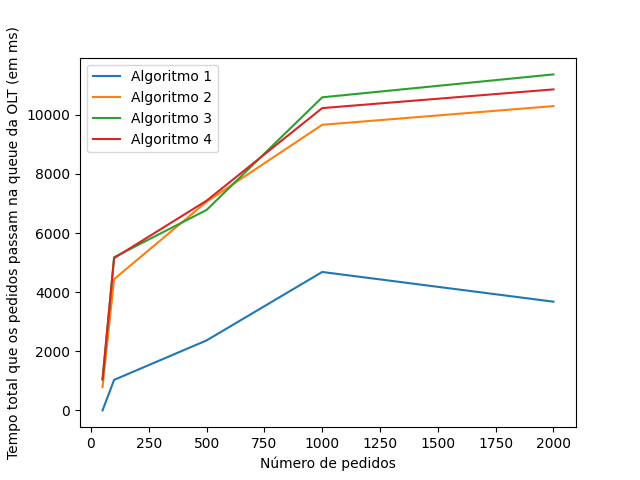 Tempo total que os pedidos passam na queue da OLT (em ms)
Algoritmo 1
Algoritmo 2
Algoritmo 3
Algoritmo 4
10000
8000
6000
4000
2000
0
0 250 500 750 1000 1250 1500 1750 2000
Número de pedidos